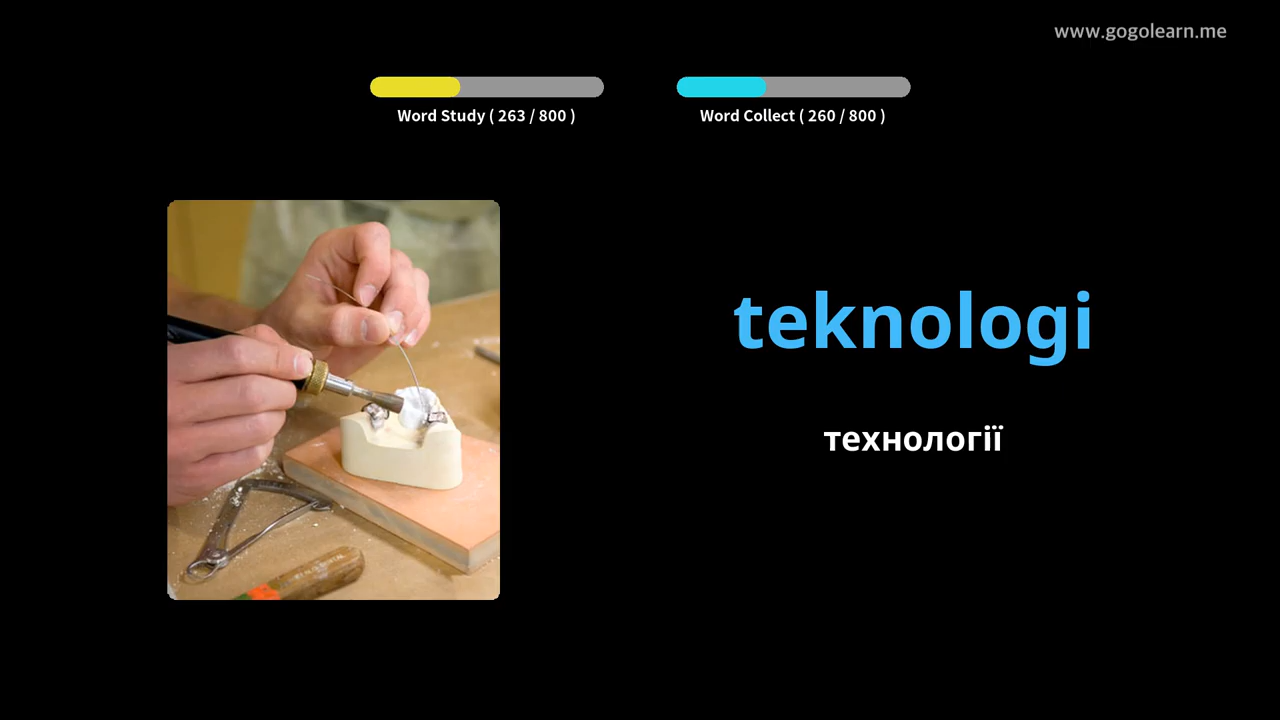 www.gogolearn.me
Word Study ( 263 / 800 )
Word Collect ( 260 / 800 )
teknologi
технології